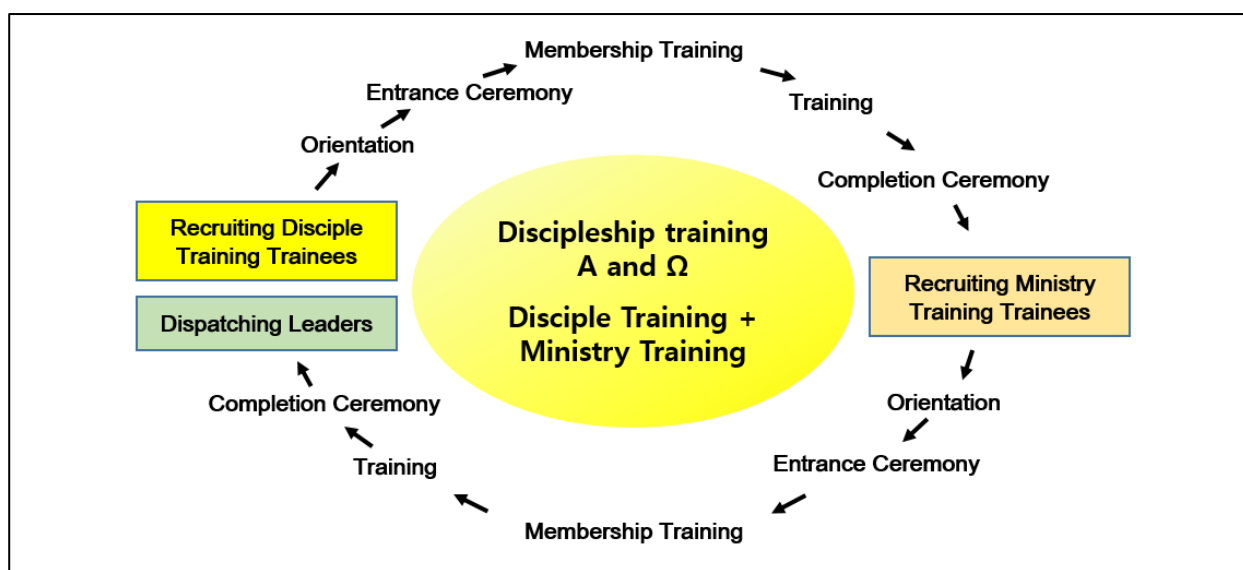 Membership Training
Entrance Ceremony
Training
Orientation
Completion Ceremony
Recruiting Disciple
Training Trainees
Discipleship training
Α and Ω
Disciple Training +
Ministry Training
Recruiting Ministry
Training Trainees
Dispatching Leaders
Completion Ceremony
Orientation
Training
Entrance Ceremony
Membership Training